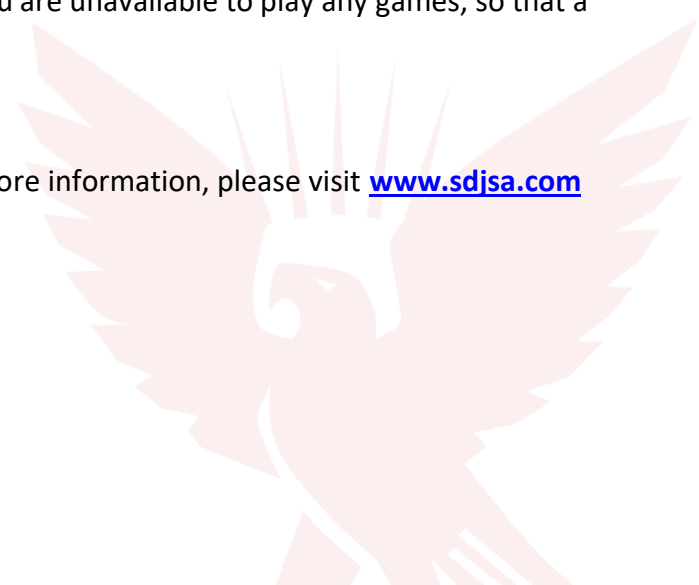 are unavailable to play any games, so that a
ore information, please visit www.sdjsa.com